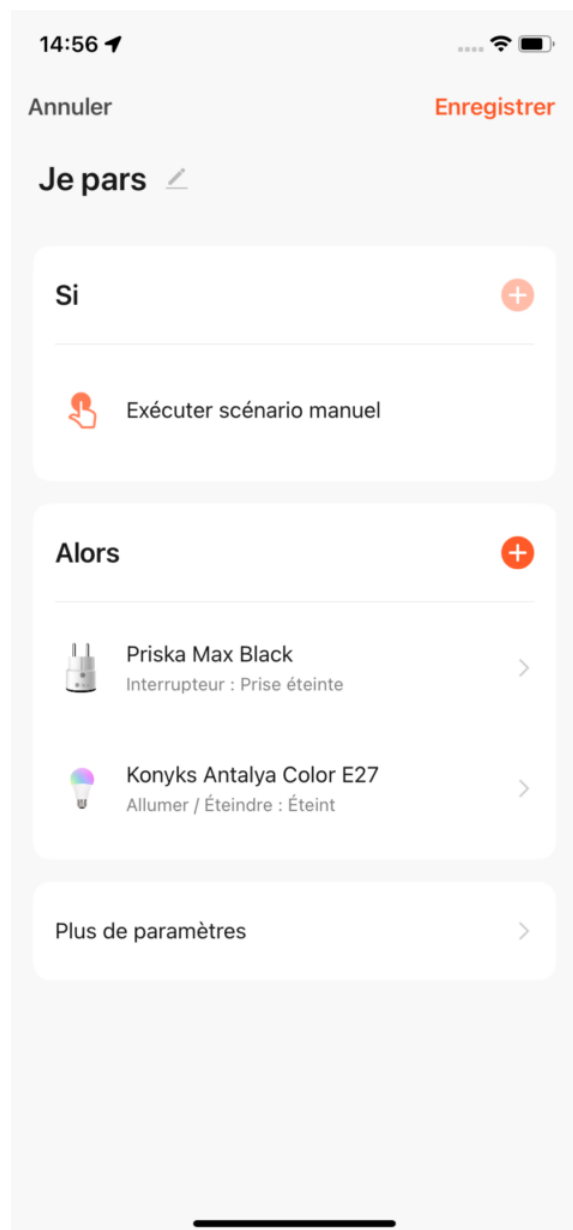 14:56
Annuler
Enregistrer
Je pars
Si
Exécuter scénario manuel
Alors
Priska Max Black
Interrupteur : Prise éteinte
Konyks Antalya Color E27
Allumer / Éteindre : Éteint
Plus de paramètres